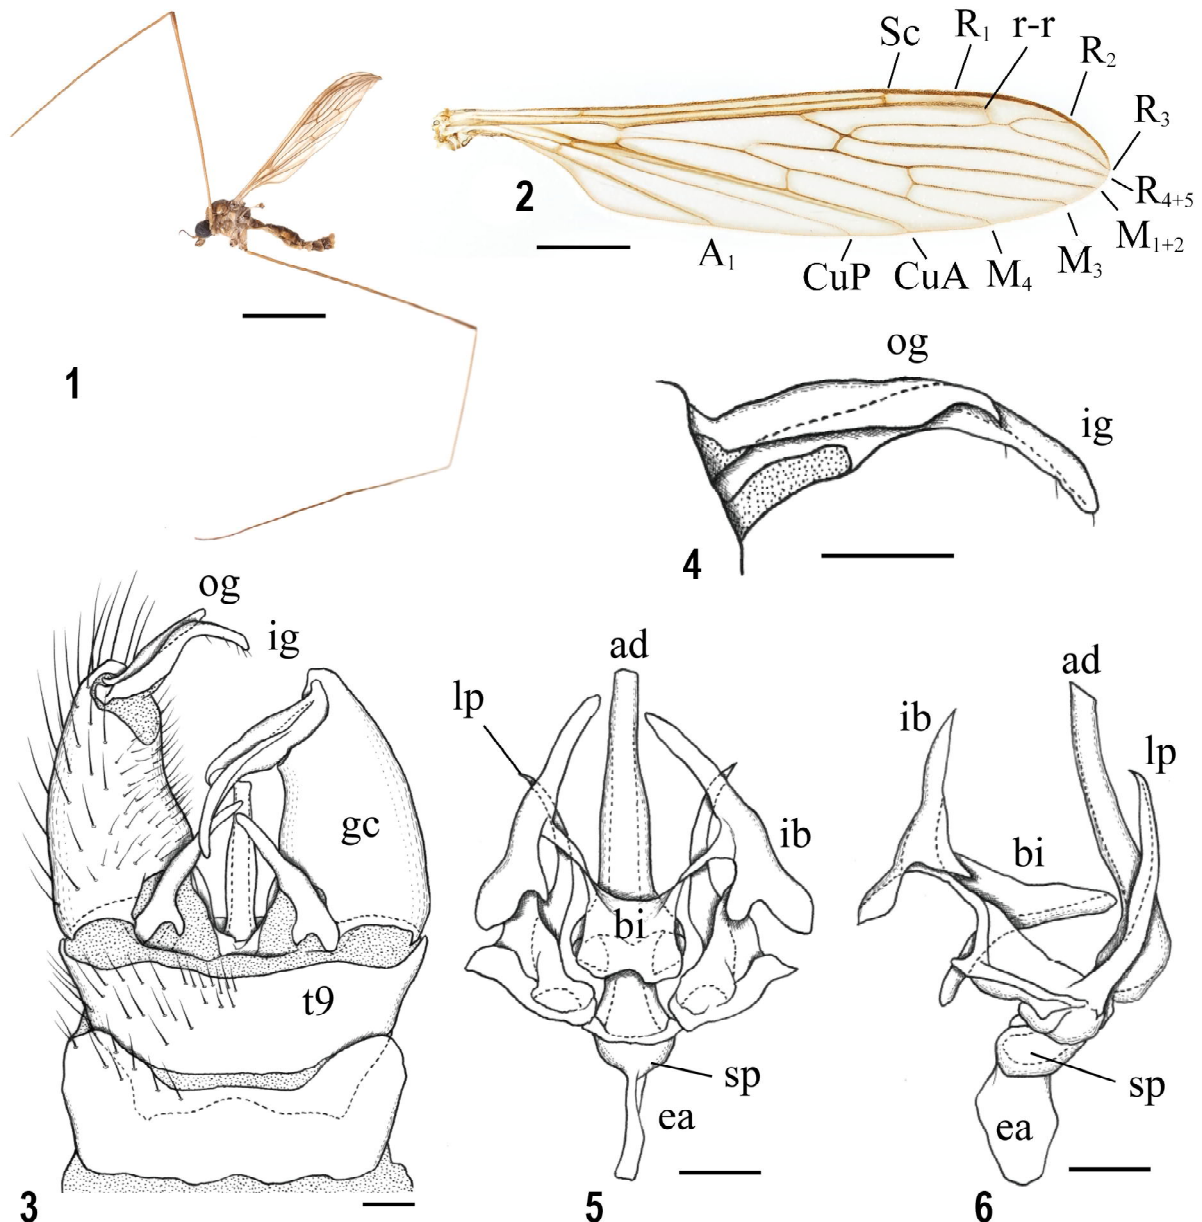 Sc
R1
r-r
R2
R3
R4+5
M1+2
M3
M4
CuA
CuP
A1
2
1
og
ig
4
og
ig
gc
t9
3
ad
lp
ib
bi
sp
ea
5
ad
ib
lp
bi
sp
ea
6